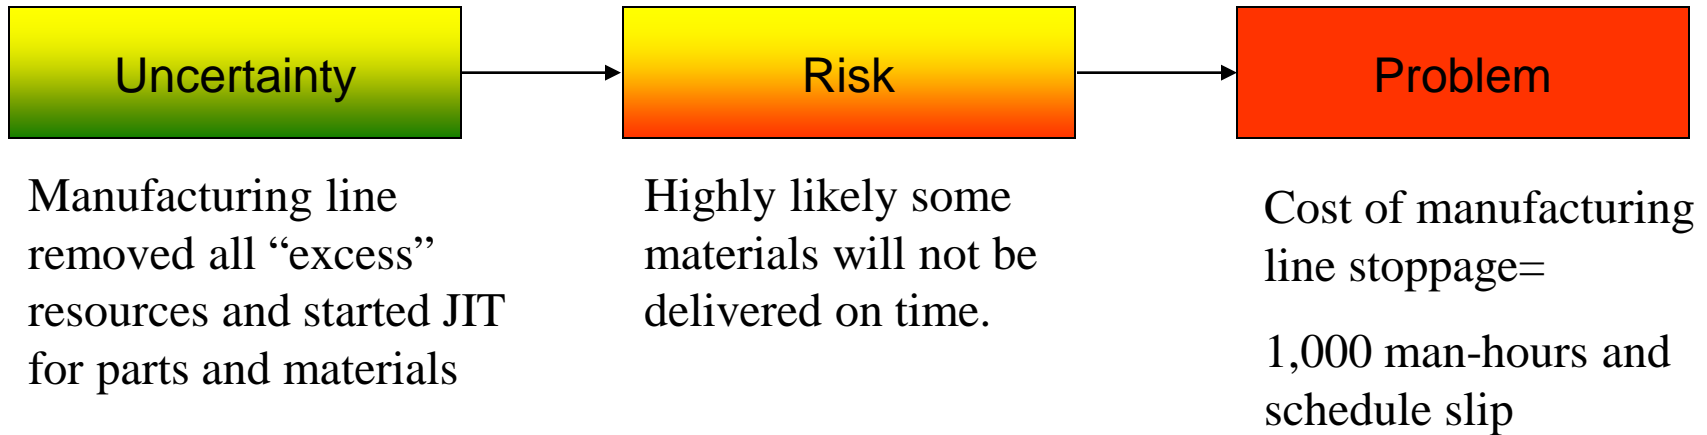 Uncertainty
Risk
Problem
Manufacturing line
removed all “excess”
resources and started JIT
for parts and materials
Highly likely some
materials will not be
delivered on time.
Cost of manufacturing
line stoppage=
1,000 man-hours and
schedule slip